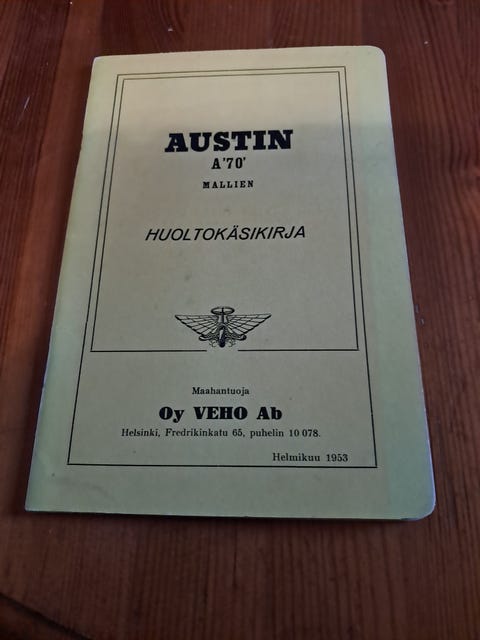 AUSTIN
A'70'
MALLIEN
HUOLTOKÄSIKIRJA
Maahantuoja
Oy VEHO Ab
Helsinki, Fredrikinkatu 65, puhelin 10 078.
Helmikuu 1953